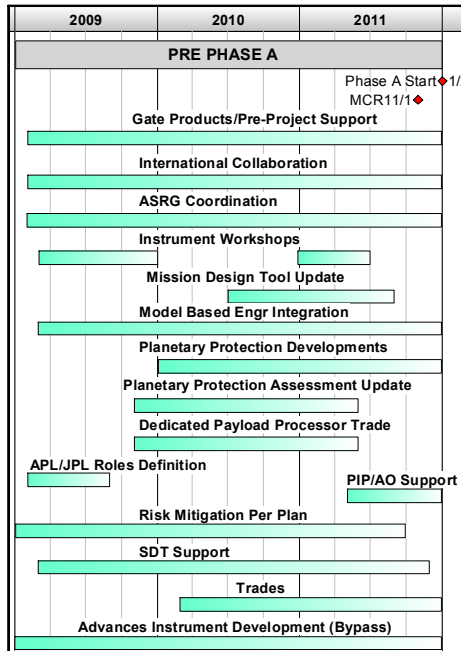 2009 2010 2011
PRE PHASE A
Phase A Start 1/
MCR 11/1
Gate Products/Pre-Project Support
International Collaboration
ASRG Coordination
Instrument Workshops
Mission Design Tool Update
Model Based Engr Integration
Planetary Protection Developments
Planetary Protection Assessment Update
Dedicated Payload Processor Trade
APL/JPL Roles Definition
PIP/AO Support
Risk Mitigation Per Plan
SDT Support
Trades
Advances Instrument Development (Bypass)